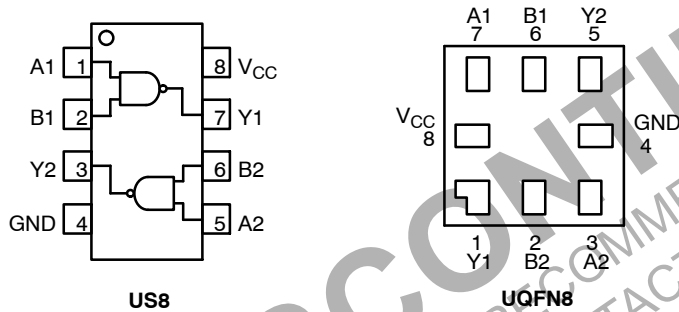 A1 1 8 VCC
B1 2 7 Y1
Y2 3 6 B2
GND 4 5 A2
US8
A1 B1 Y2
7 6 5
VCC
8
GND
4
1 2 3
Y1 B2 A2
UQFN8